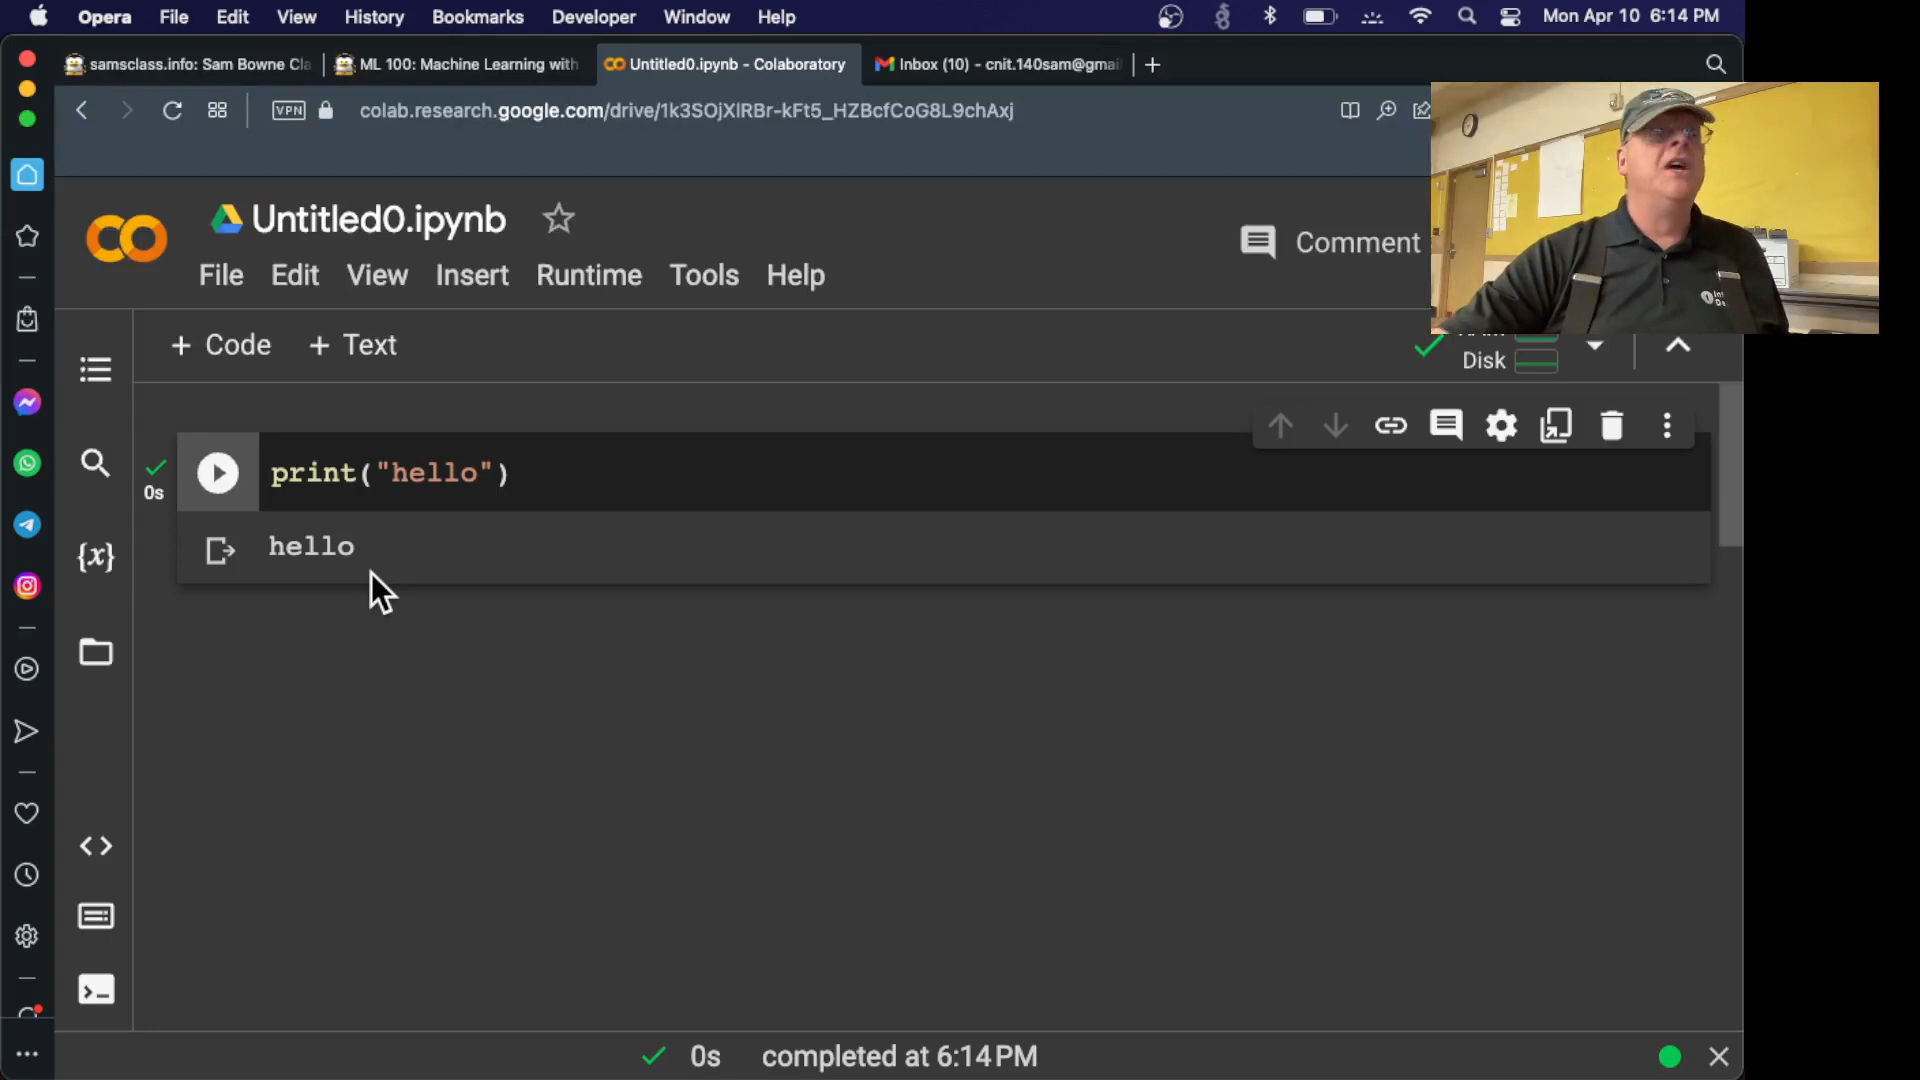 Opera File Edit View History Bookmarks Developer Window Help Mon Apr 10 6:14 PM
samsclass.info: Sam Bowne Cla ML 100: Machine Learning with Untitled0.ipynb - Colaboratory Inbox (10) - cnit.140sam@gmai
VPN colab.research.google.com/drive/1k3SOjXlRBr-kFt5_HZBcfCoG8L9chAxj
Untitled0.ipynb
Comment
File Edit View Insert Runtime Tools Help
+ Code + Text
Disk
print("hello")
0s
{x}
hello
0s completed at 6:14 PM